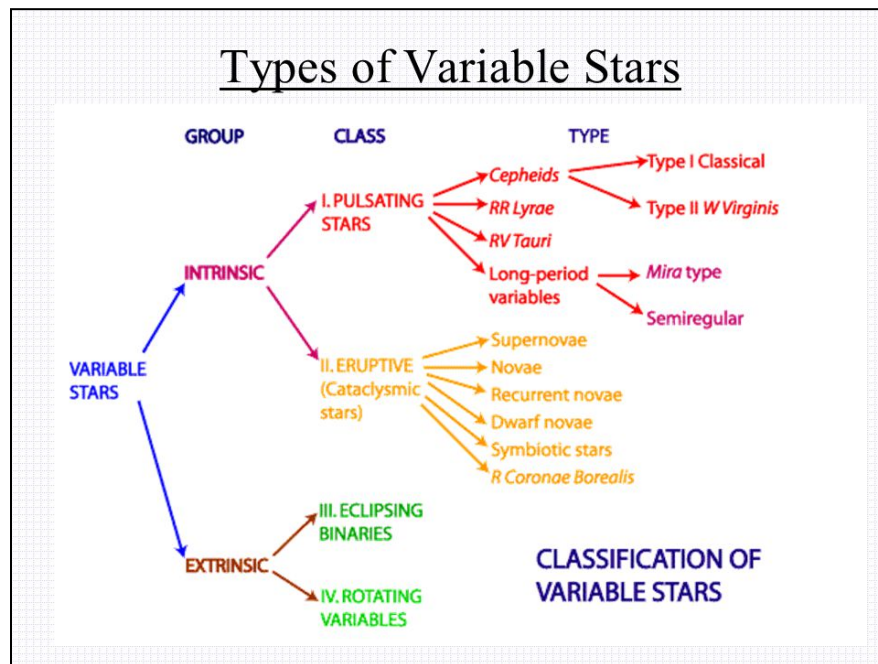 Types of Variable Stars
GROUP
CLASS
TYPE
VARIABLE
STARS
INTRINSIC
I. PULSATING
STARS
Cepheids
Type I Classical
Type II W Virginis
RR Lyrae
RV Tauri
Long-period
variables
Mira type
Semiregular
II. ERUPTIVE
(Cataclysmic
stars)
Supernovae
Novae
Recurrent novae
Dwarf novae
Symbiotic stars
R Coronae Borealis
EXTRINSIC
III. ECLIPSING
BINARIES
IV. ROTATING
VARIABLES
CLASSIFICATION OF
VARIABLE STARS